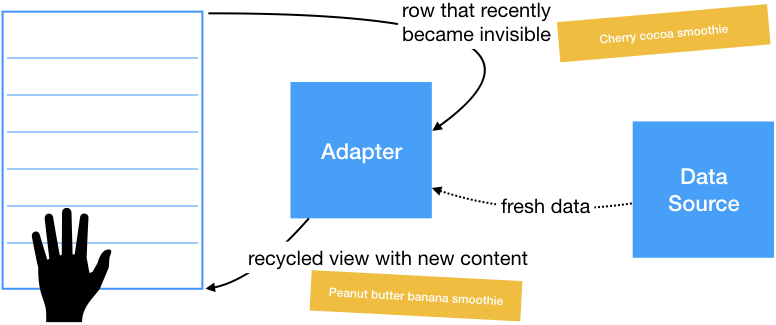 row that recently
became invisible
Cherry cocoa smoothie
Adapter
Data
Source
fresh data
recycled view with new content
Peanut butter banana smoothie